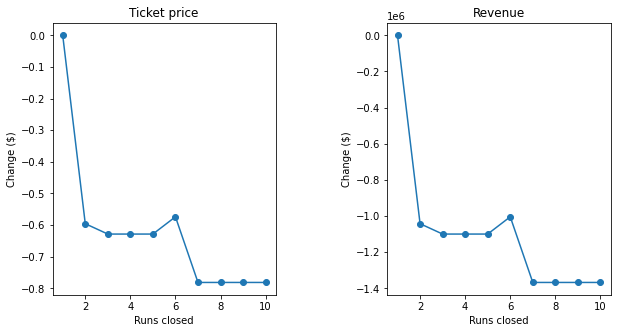 Ticket price
Change ($)
0.0
−0.1
−0.2
−0.3
−0.4
−0.5
−0.6
−0.7
−0.8
2 4 6 8 10
Runs closed
Revenue
1e6
Change ($)
0.0
−0.2
−0.4
−0.6
−0.8
−1.0
−1.2
−1.4
2 4 6 8 10
Runs closed